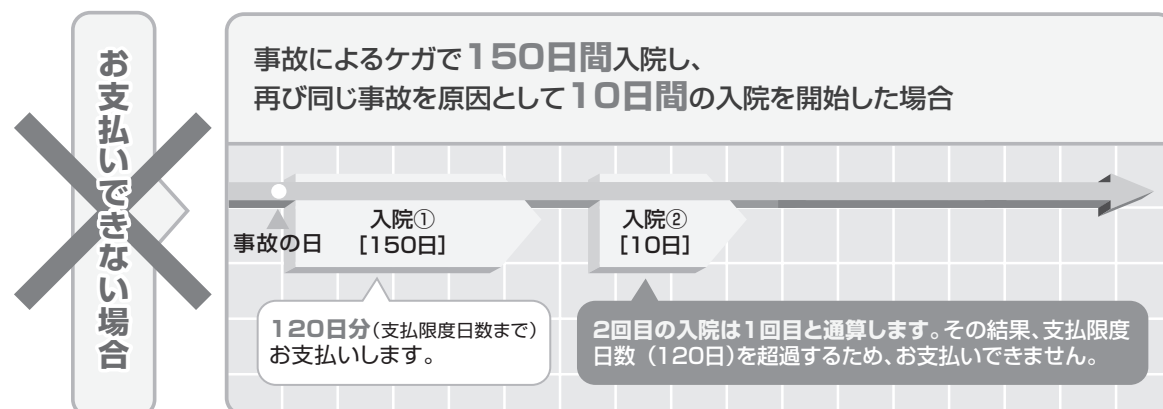 お支払いできない場合
事故によるケガで150日間入院し、
再び同じ事故を原因として10日間の入院を開始した場合
事故の日
入院①
[150日]
入院②
[10日]
120日分(支払限度日数まで)
お支払いします。
2回目の入院は1回目と通算します。その結果、支払限度
日数（120日）を超過するため、お支払いできません。